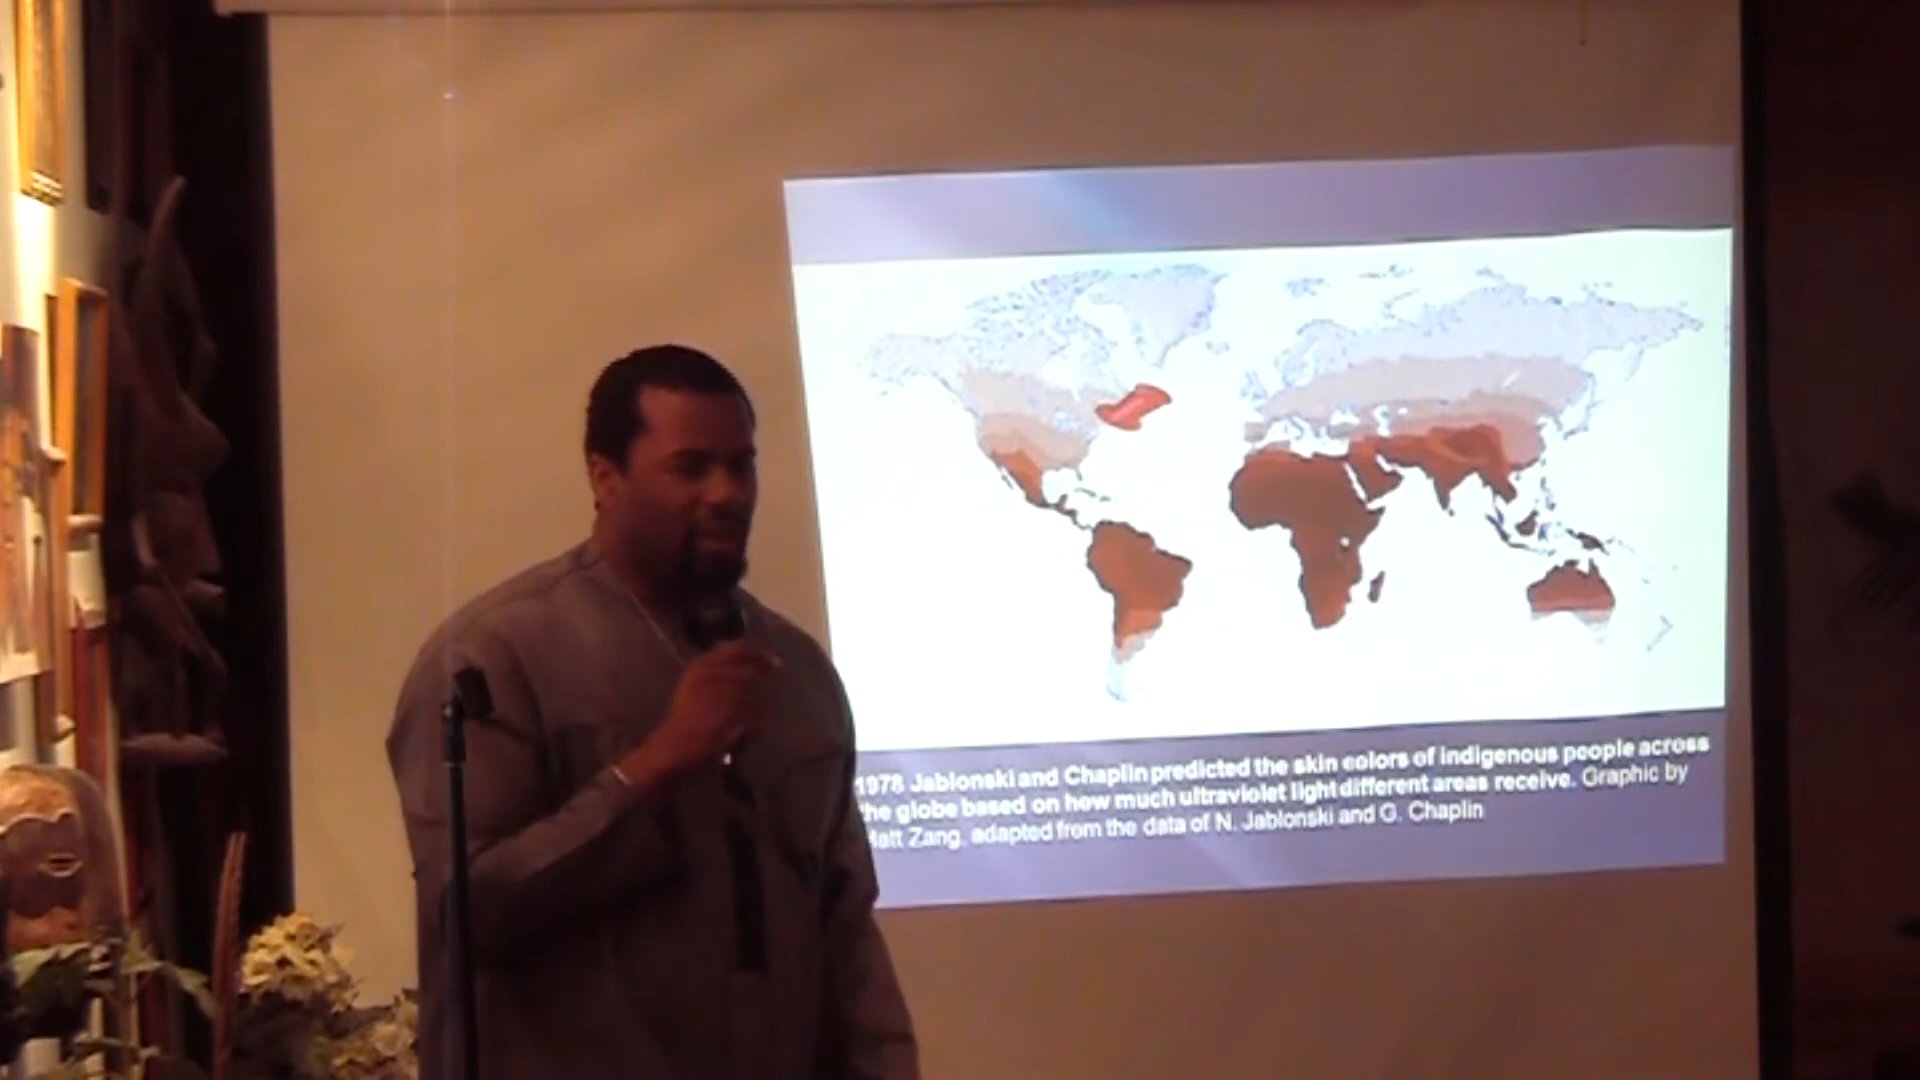 1978 Jablonski and Chaplin predicted the skin colors of indigenous people across
the globe based on how much ultraviolet light different areas receive. Graphic by
Matt Zang, adapted from the data of N. Jablonski and G. Chaplin